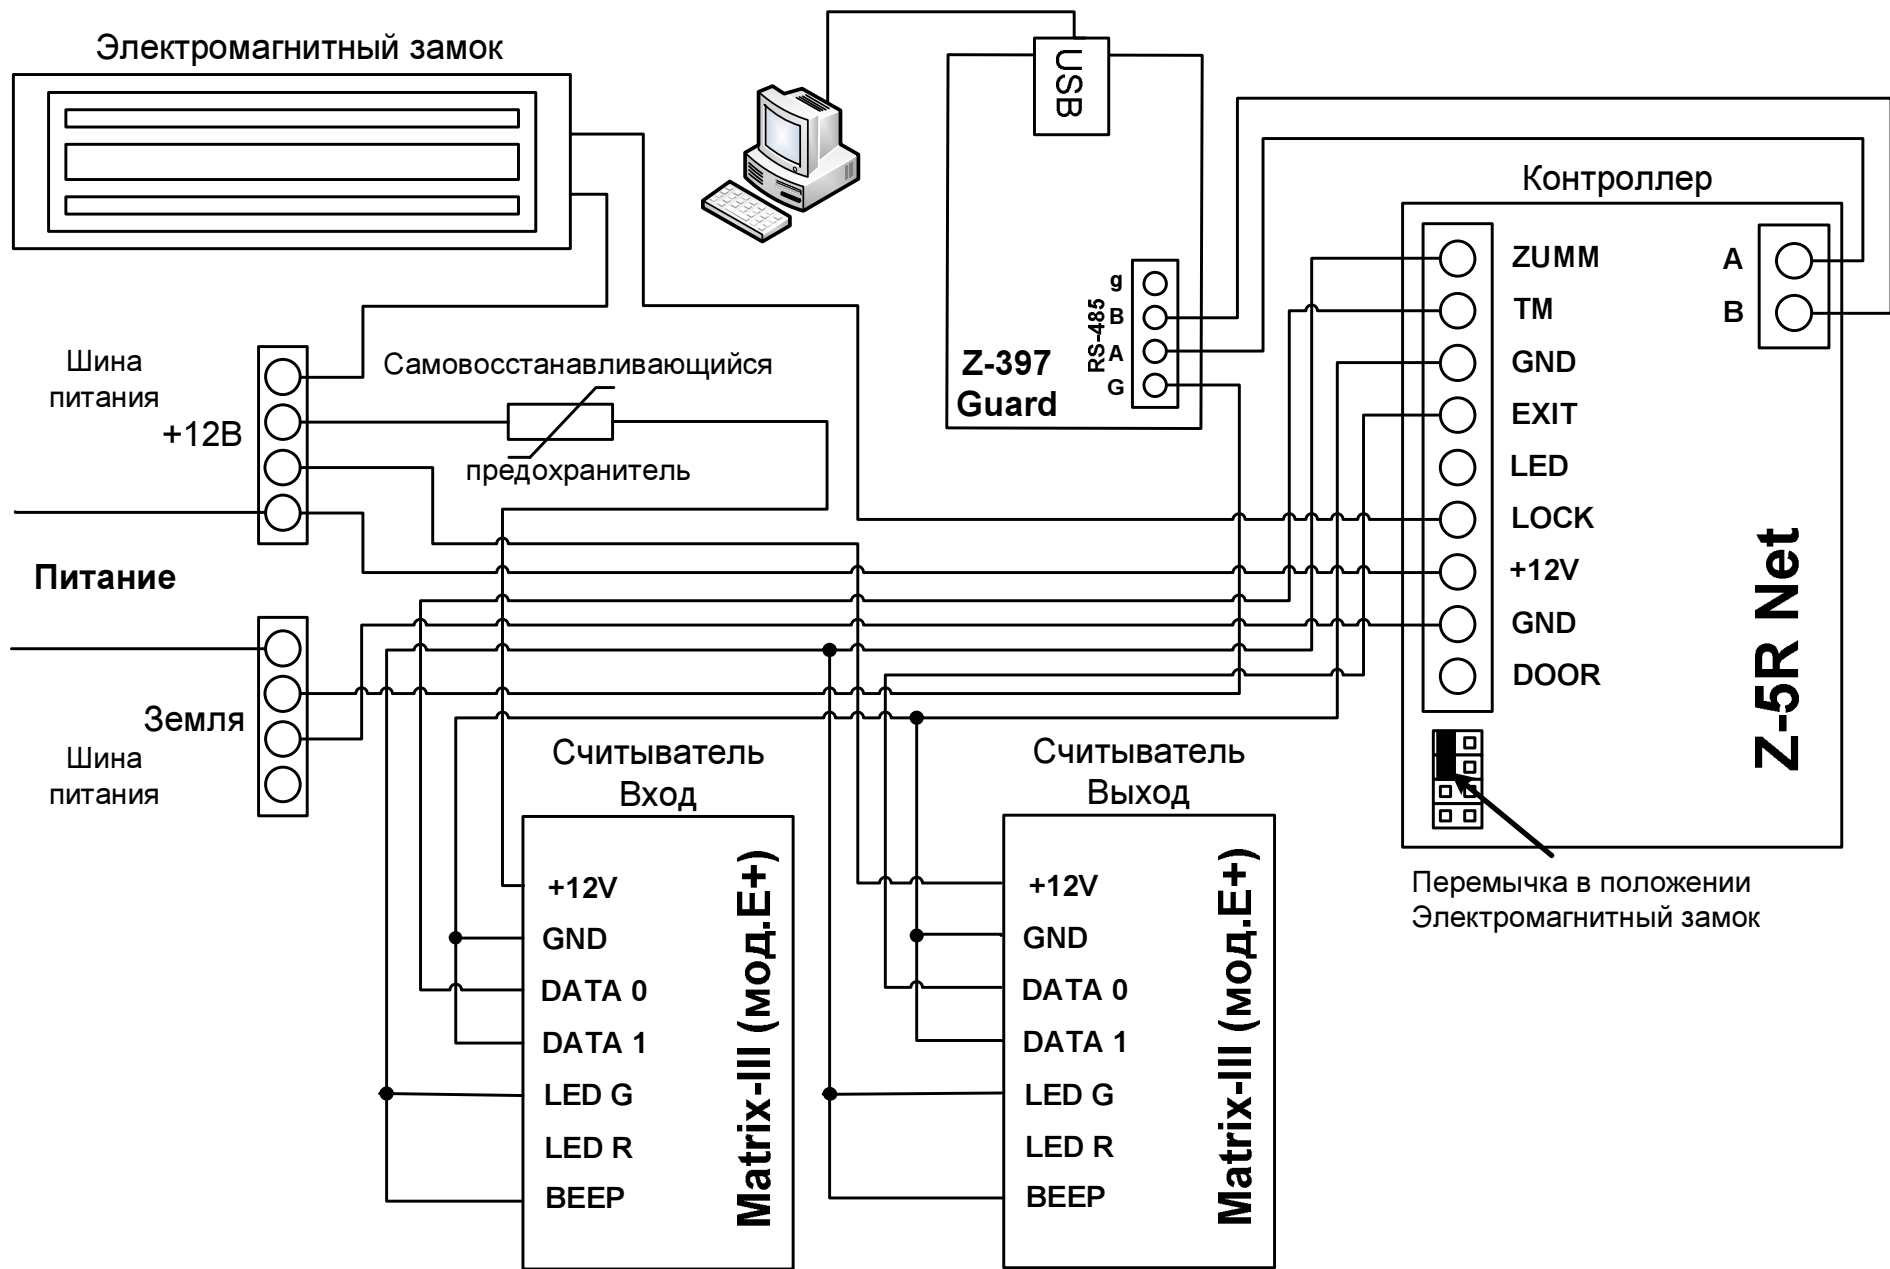 Электромагнитный замок
USB
g
B
A
G
RS-485
Z-397
Guard
Контроллер
ZUMM
TM
GND
EXIT
LED
LOCK
+12V
GND
DOOR
A
B
Z-5R Net
Шина
питания
+12В
Самовосстанавливающийся
предохранитель
Питание
Земля
Шина
питания
Считыватель
Вход
+12V
GND
DATA 0
DATA 1
LED G
LED R
BEEP
Matrix-III (мод.E+)
Считыватель
Выход
+12V
GND
DATA 0
DATA 1
LED G
LED R
BEEP
Matrix-III (мод.E+)
Перемычка в положении
Электромагнитный замок